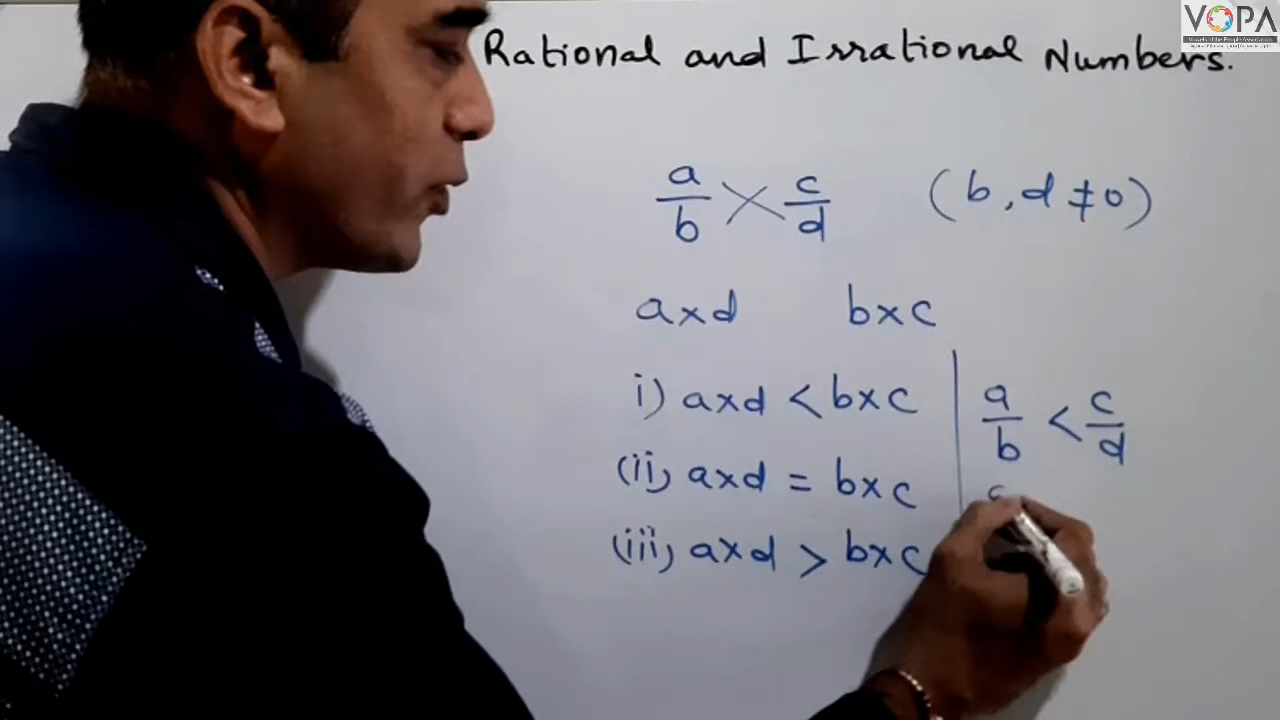 VOPA
Rational and Irrational Numbers.
a/b × c/d (b, d ≠ 0)
a×d b×c
i) a×d < b×c | a/b < c/d
(ii) a×d = b×c
(iii) a×d > b×c